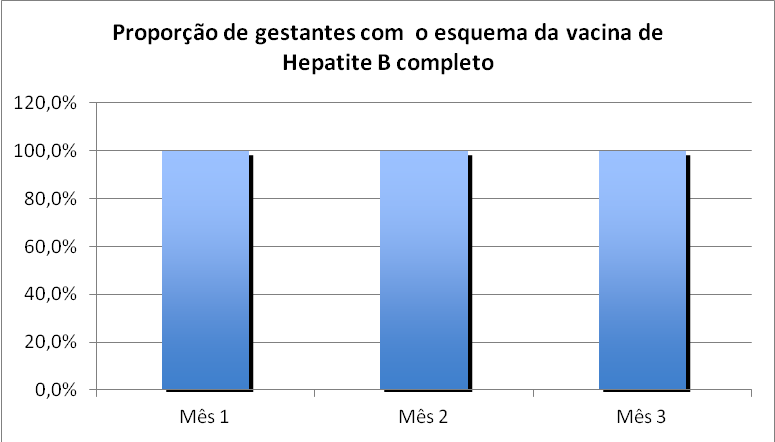 Proporção de gestantes com  o esquema da vacina de
Hepatite B completo
120,0%
100,0%
80,0%
60,0%
40,0%
20,0%
0,0%
Mês 1 Mês 2 Mês 3